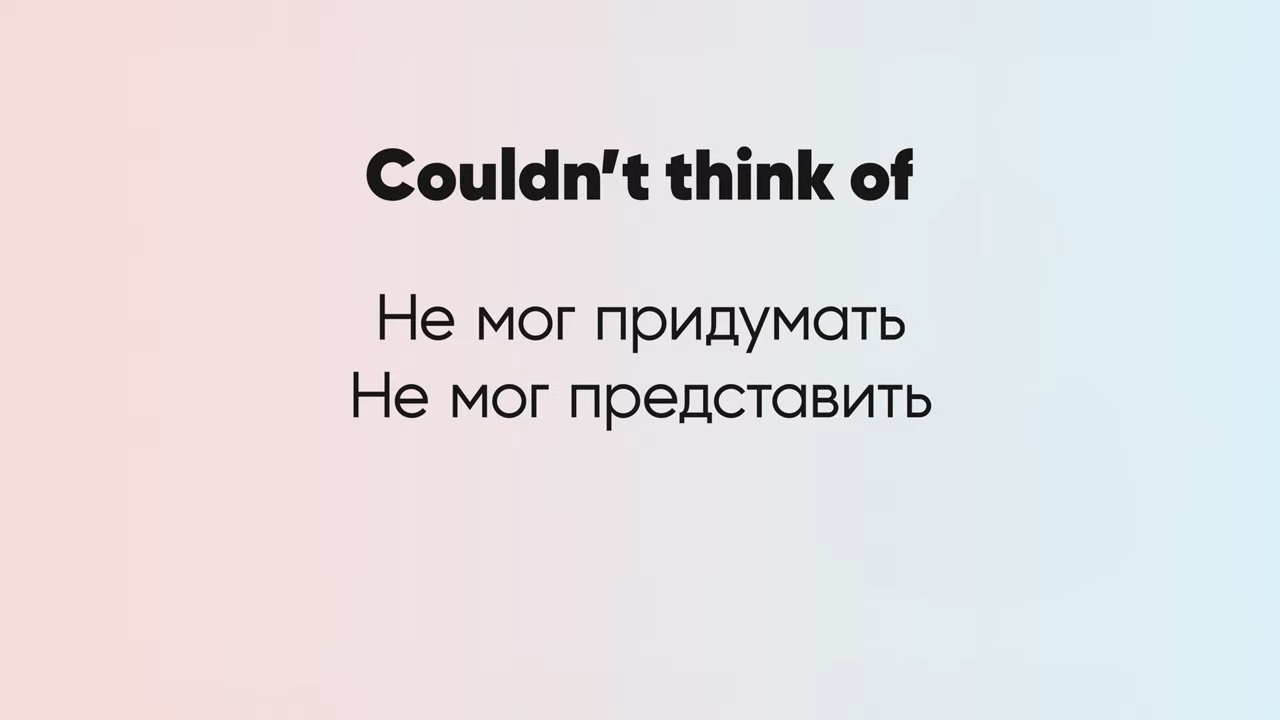 Couldn’t think of
Не мог придумать
Не мог представить